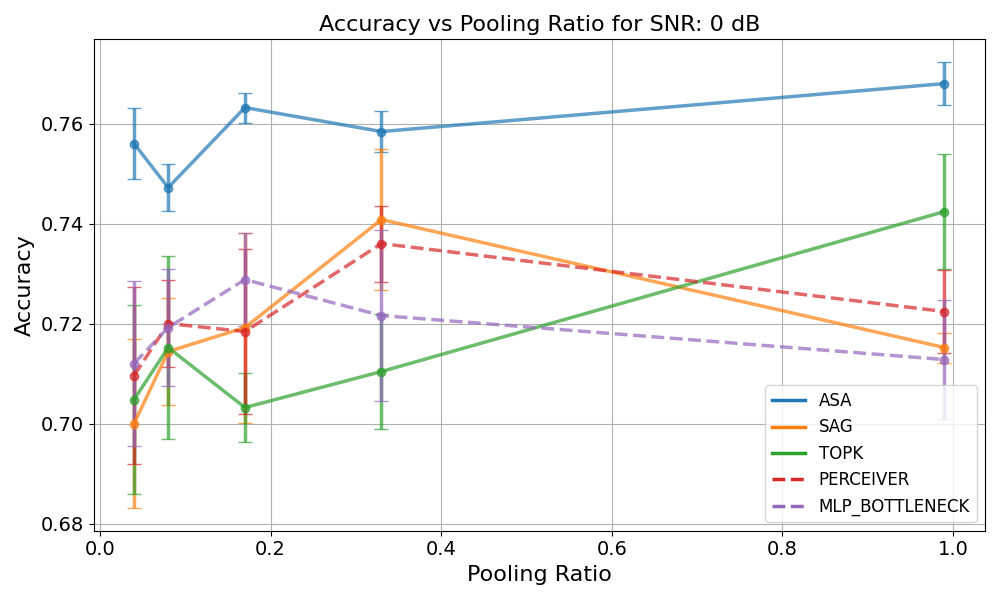 Accuracy vs Pooling Ratio for SNR: 0 dB
Accuracy
0.76
0.74
0.72
0.70
0.68
0.0 0.2 0.4 0.6 0.8 1.0
Pooling Ratio
ASA
SAG
TOPK
PERCEIVER
MLP_BOTTLENECK